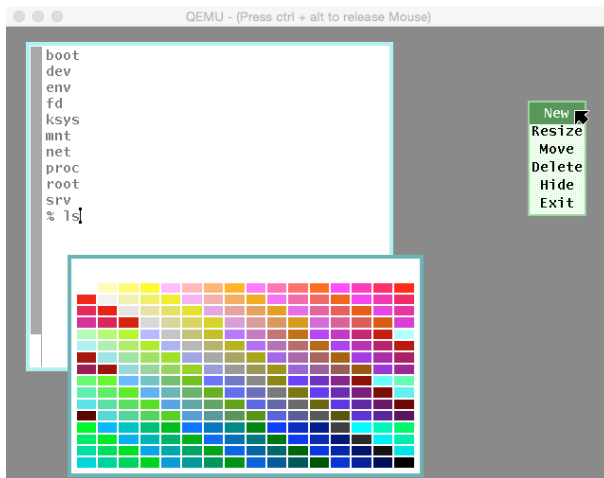 QEMU - (Press ctrl + alt to release Mouse)
boot
dev
env
fd
ksys
mnt
net
proc
root
srv
% ls
New
Resize
Move
Delete
Hide
Exit